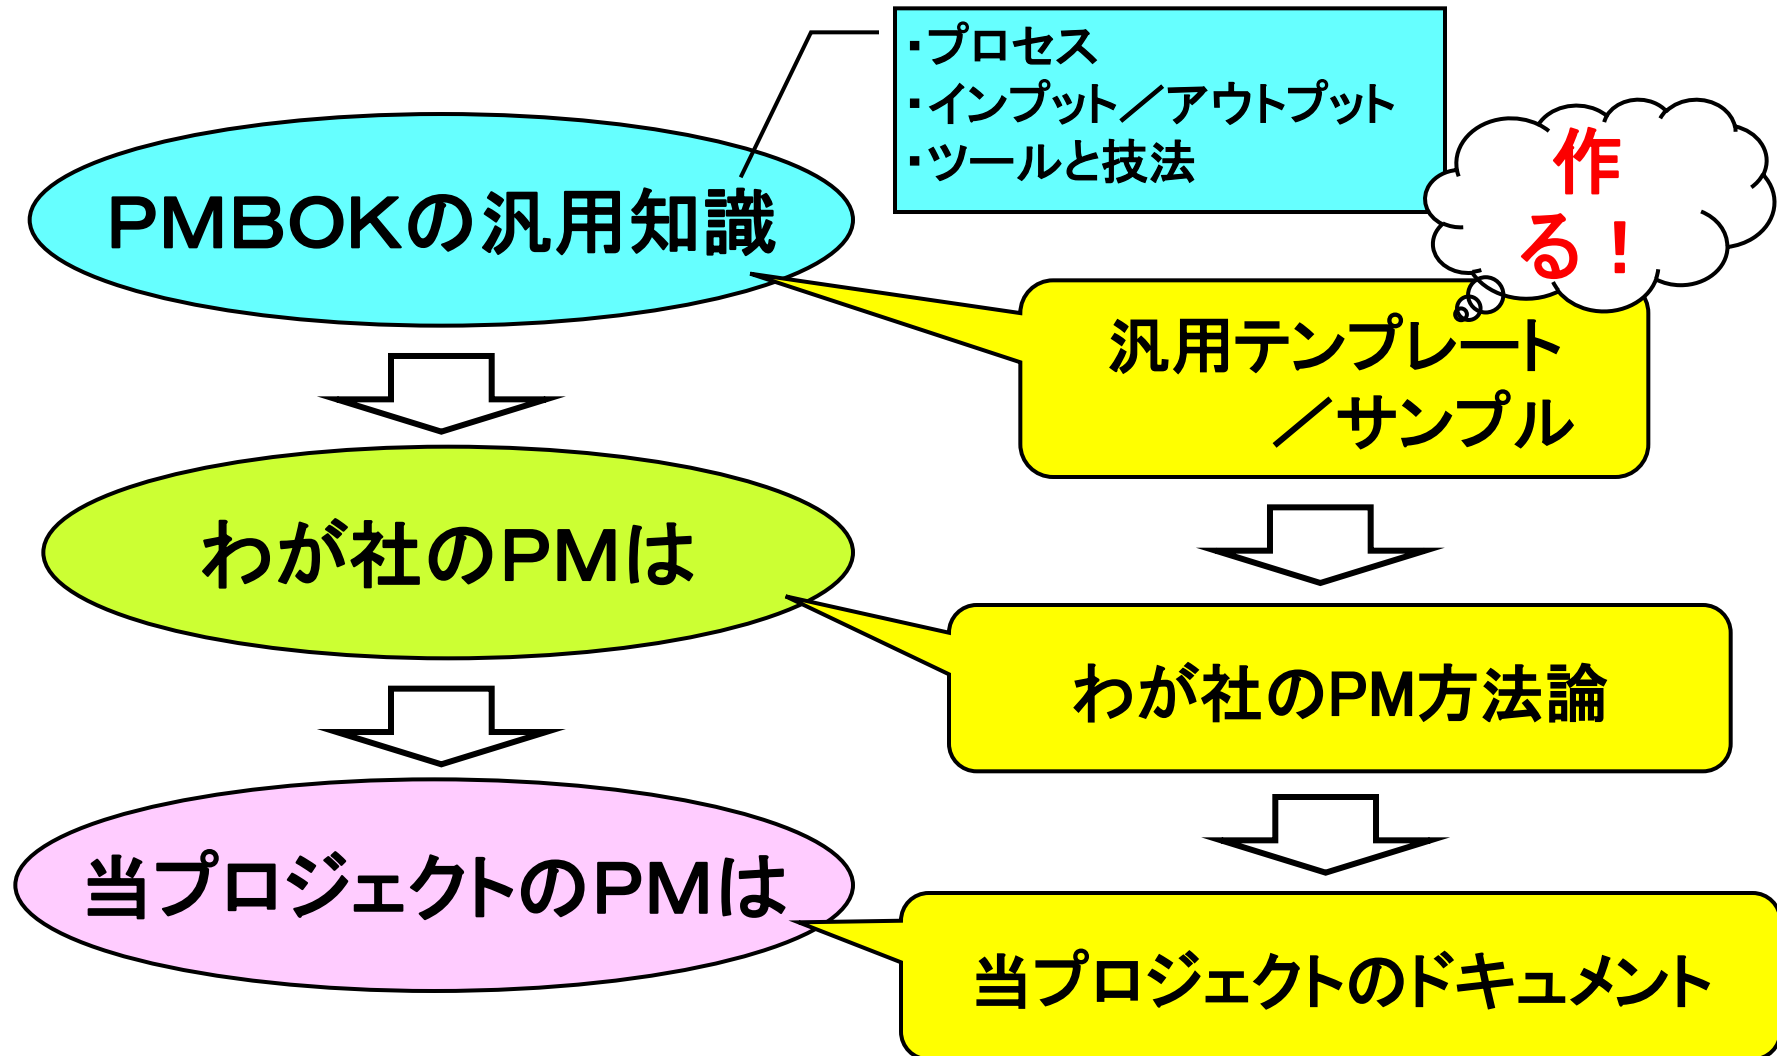 ・プロセス
・インプット／アウトプット
・ツールと技法
作
る！
ＰＭＢＯＫの汎用知識
汎用テンプレート
／サンプル
わが社のＰＭは
わが社のPM方法論
当プロジェクトのＰＭは
当プロジェクトのドキュメント